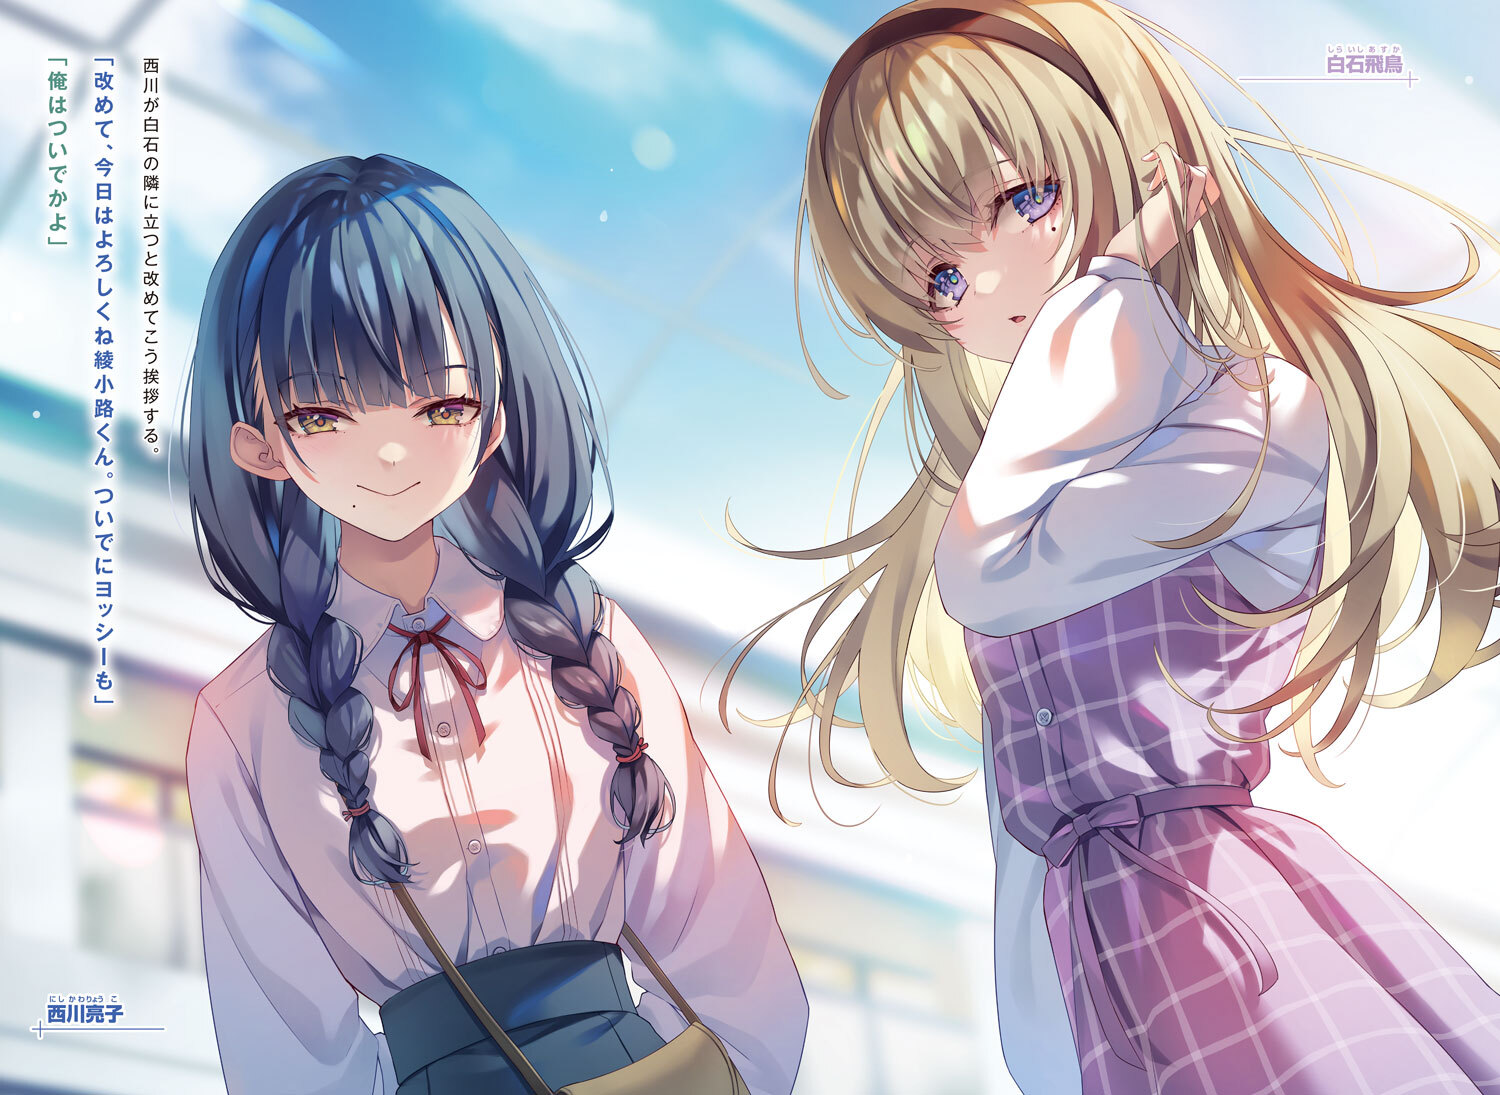 しらいしあすか
白石飛鳥
西川が白石の隣に立つと改めてこう挨拶する。
「改めて、今日はよろしくね綾小路くん。ついでにヨッシーも」
「俺はついでかよ」
にしかわりょうこ
西川亮子